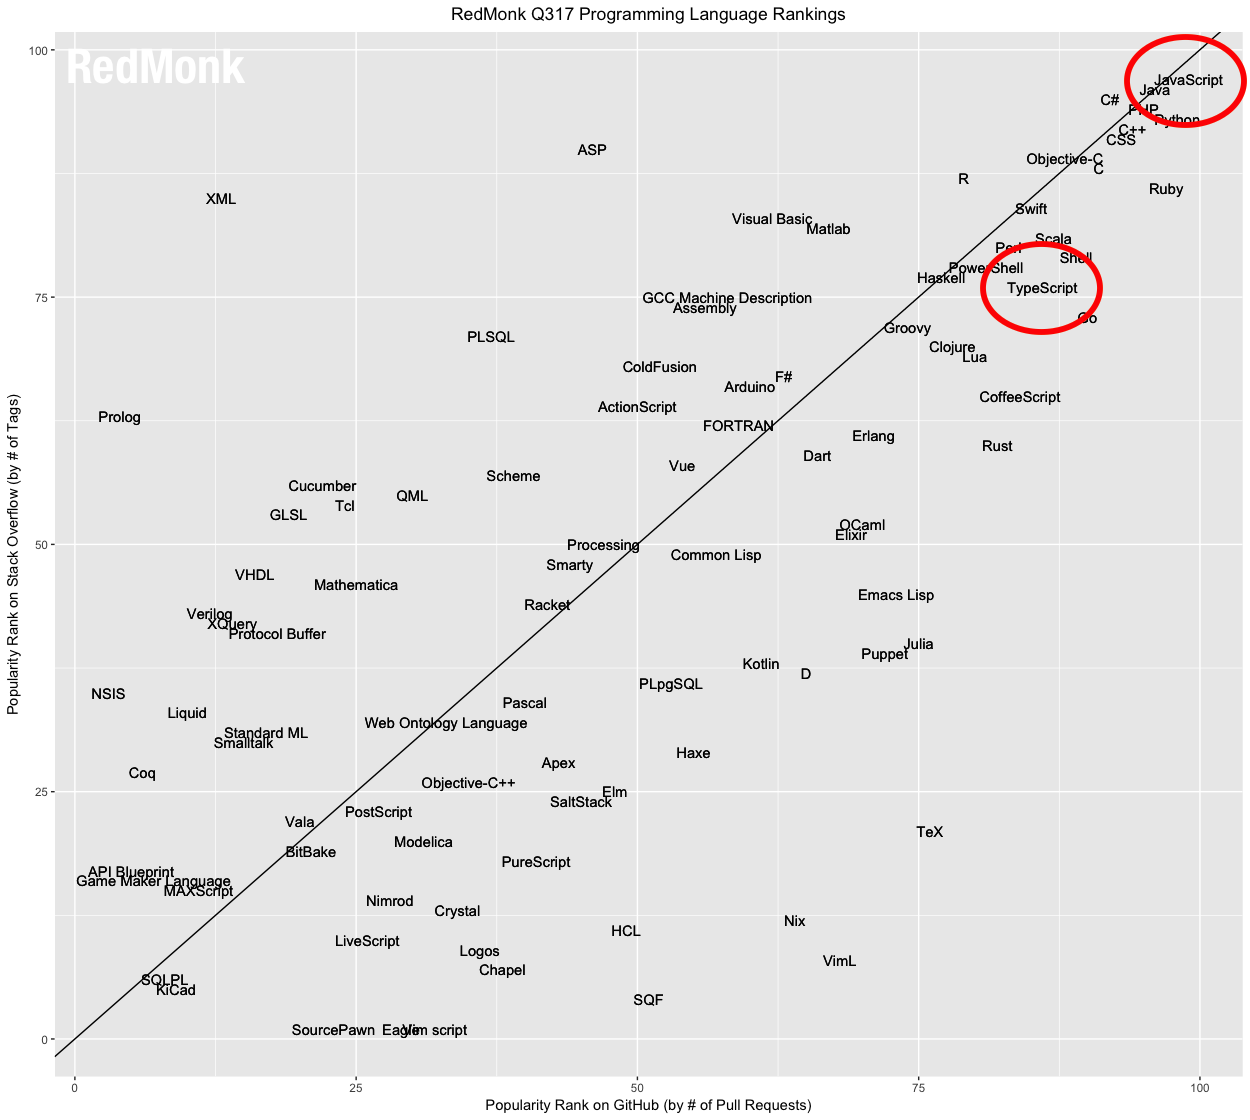 RedMonk Q317 Programming Language Rankings
100
RedMonk
JavaScript
Java
C#
PHP
Python
C++
CSS
ASP
Objective-C
C
R
Ruby
XML
Swift
Visual Basic
Matlab
Scala
Perl
Shell
PowerShell
Haskell
TypeScript
75
GCC Machine Description
Assembly
Go
Groovy
PLSQL
Clojure
Lua
ColdFusion
F#
Arduino
CoffeeScript
ActionScript
Prolog
FORTRAN
Erlang
Rust
Dart
Vue
Scheme
Cucumber
QML
Tcl
GLSL
OCaml
Elixir
50
Processing
Common Lisp
Smarty
VHDL
Mathematica
Emacs Lisp
Racket
Verilog
XQuery
Protocol Buffer
Julia
Puppet
Kotlin
D
PLpgSQL
NSIS
Pascal
Liquid
Web Ontology Language
Standard ML
Smalltalk
Haxe
Apex
Coq
Objective-C++
25
Elm
SaltStack
PostScript
Vala
TeX
Modelica
BitBake
PureScript
API Blueprint
Game Maker Language
MAXScript
Nimrod
Crystal
Nix
HCL
LiveScript
Logos
VimL
Chapel
SQLPL
KiCad
SQF
SourcePawn
Eagle
Vim script
0
0
25
50
75
100
Popularity Rank on GitHub (by # of Pull Requests)
Popularity Rank on Stack Overflow (by # of Tags)